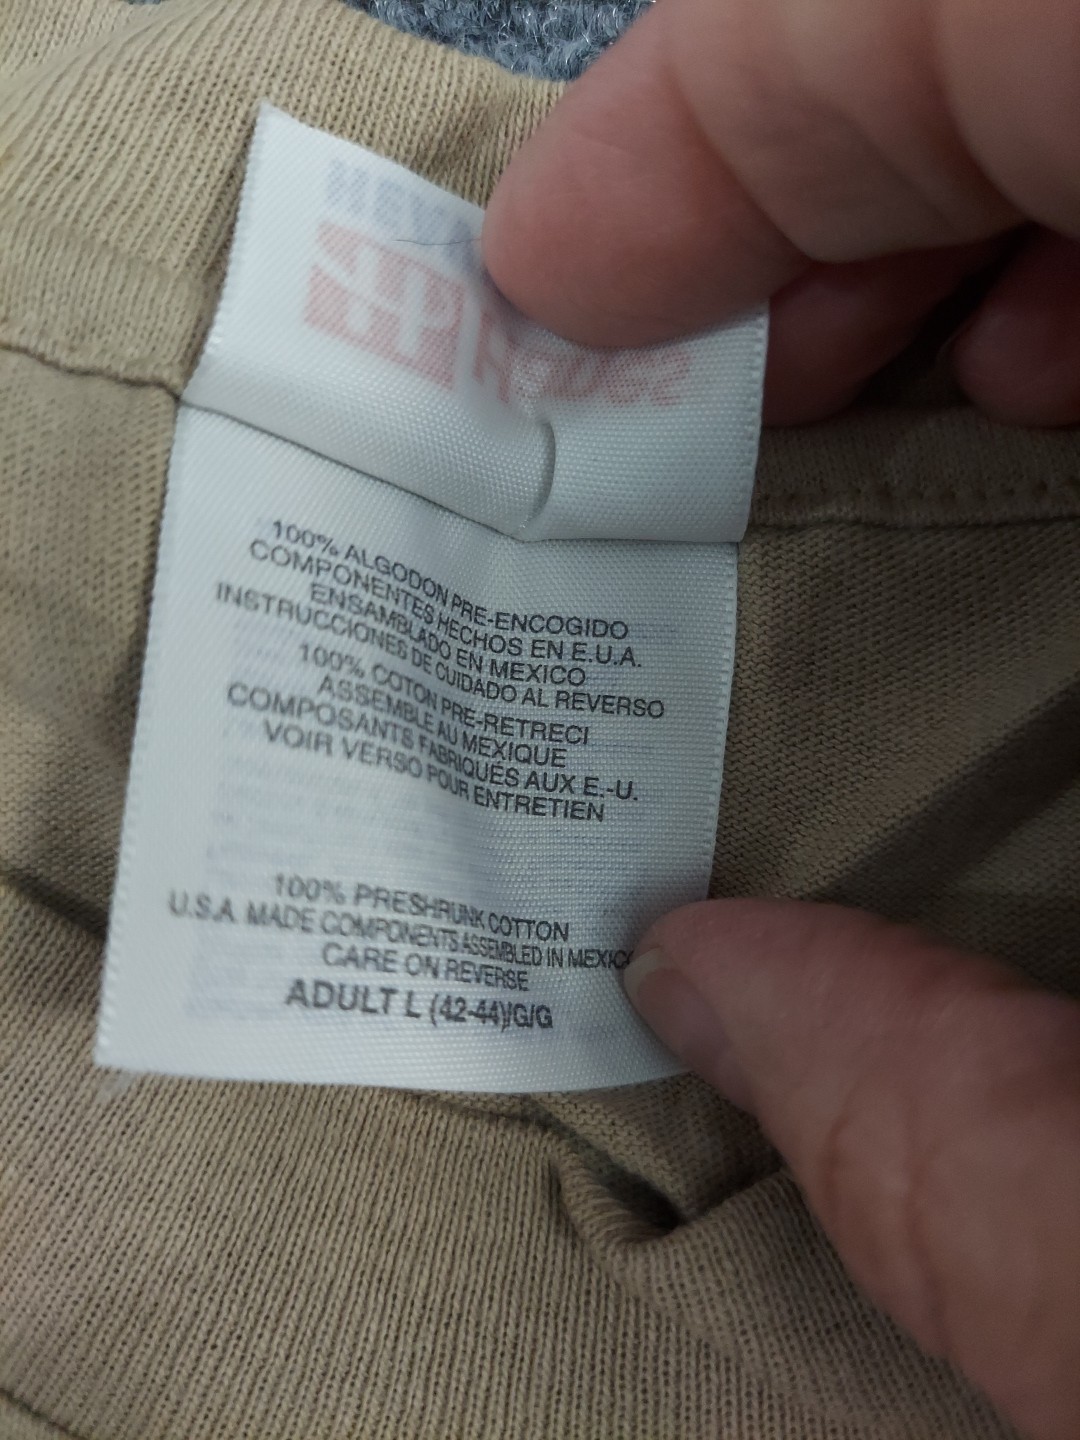 100% ALGODON PRE-ENCOGIDO
COMPONENTES HECHOS EN E.U.A.
ENSAMBLADO EN MEXICO
INSTRUCCIONES DE CUIDADO AL REVERSO
100% COTON PRE-RETRECI
ASSEMBLE AU MEXIQUE
COMPOSANTS FABRIQUÉS AUX E.-U.
VOIR VERSO POUR ENTRETIEN
100% PRESHRUNK COTTON
U.S.A. MADE COMPONENTS ASSEMBLED IN MEXICO
CARE ON REVERSE
ADULT L (42-44)/G/G